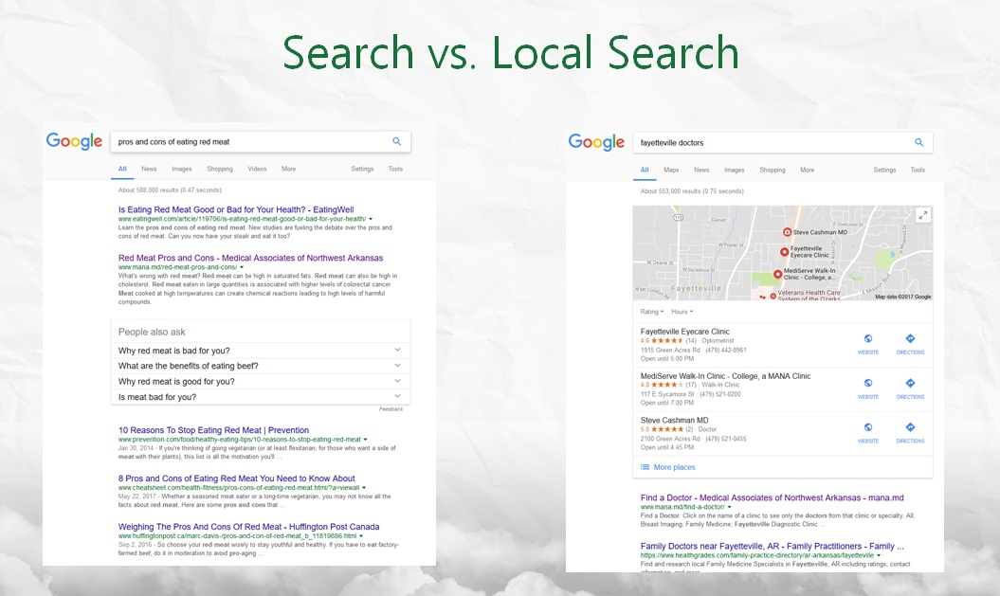 Search vs. Local Search
Google
pros and cons of eating red meat
All News Images Shopping Videos More Settings Tools
About 588,000 results (0.47 seconds)
Is Eating Red Meat Good or Bad for Your Health? - EatingWell
www.eatingwell.com/article/119706/is-eating-red-meat-good-or-bad-for-your-health/
Learn the pros and cons of eating red meat. New studies are fueling the debate over the pros and
cons of red meat. Can you now have your steak and eat it too?
Red Meat Pros and Cons - Medical Associates of Northwest Arkansas
www.mana.md/red-meat-pros-and-cons/
What's wrong with red meat? Red meat can be high in saturated fats. Red meat can also be high in
cholesterol. Red meat eaten in large quantities is associated with higher levels of colorectal cancer.
Meat cooked at high temperatures can create chemical reactions leading to high levels of harmful
compounds.
People also ask
Why red meat is bad for you?
What are the benefits of eating beef?
Why red meat is good for you?
Is meat bad for you?
Feedback
10 Reasons To Stop Eating Red Meat | Prevention
www.prevention.com/food/healthy-eating-tips/10-reasons-to-stop-eating-red-meat
Jan 30, 2014 - If you're thinking of going vegetarian (or at least flexitarian, for those who want a side of
meat with their plants), this list is all the motivation you'll ...
8 Pros and Cons of Eating Red Meat You Need to Know About
www.cheatsheet.com/health-fitness/pros-cons-of-eating-red-meat.html/?a=viewall
May 22, 2017 - Whether a seasoned meat eater or a long-time vegetarian, you may not know all the
facts about red meat. Here are some pros and cons that ...
Weighing The Pros And Cons Of Red Meat - Huffington Post Canada
www.huffingtonpost.ca/marc-davis-/pros-and-con-of-red-meat_b_11819886.html
Sep 2, 2016 - So choose your red meat wisely to stay youthful and healthy. If you have to eat factory-
farmed beef, do it in moderation to avoid pro-aging ...
Google
fayetteville doctors
All Maps News Images Shopping More Settings Tools
About 553,000 results (0.75 seconds)
112
Garlett
E Overcrest St
Steve Cashman MD
W Poplar St
Fayetteville
Eyecare Clinic
W Deane St
MediServe Walk-In
Clinic - College, a...
Fayetteville
Veterans Health Care
System of the Ozarks
E Mission Blvd
Map data ©2017 Google
Rating Hours
Fayetteville Eyecare Clinic
4.6 (14) · Optometrist
1915 Green Acres Rd · (479) 442-8961
Open until 5:00 PM
WEBSITE DIRECTIONS
MediServe Walk-In Clinic - College, a MANA Clinic
4.0 (17) · Walk-In Clinic
117 E Sycamore St · (479) 521-0200
Open until 7:00 PM
WEBSITE DIRECTIONS
Steve Cashman MD
5.0 (2) · Doctor
2100 Green Acres Rd · (479) 521-0455
Open until 4:45 PM
WEBSITE DIRECTIONS
More places
Find a Doctor - Medical Associates of Northwest Arkansas - mana.md
www.mana.md/find-a-doctor/
Find a Doctor. Click on the name of a clinic to see only the doctors from that clinic or specialty. All;
Breast Imaging; Family Medicine; Fayetteville Diagnostic Clinic ...
Family Doctors near Fayetteville, AR - Family Practitioners - Family ...
https://www.healthgrades.com/family-practice-directory/ar-arkansas/fayetteville
Find and research local Family Medicine Specialists in Fayetteville, AR including ratings, contact